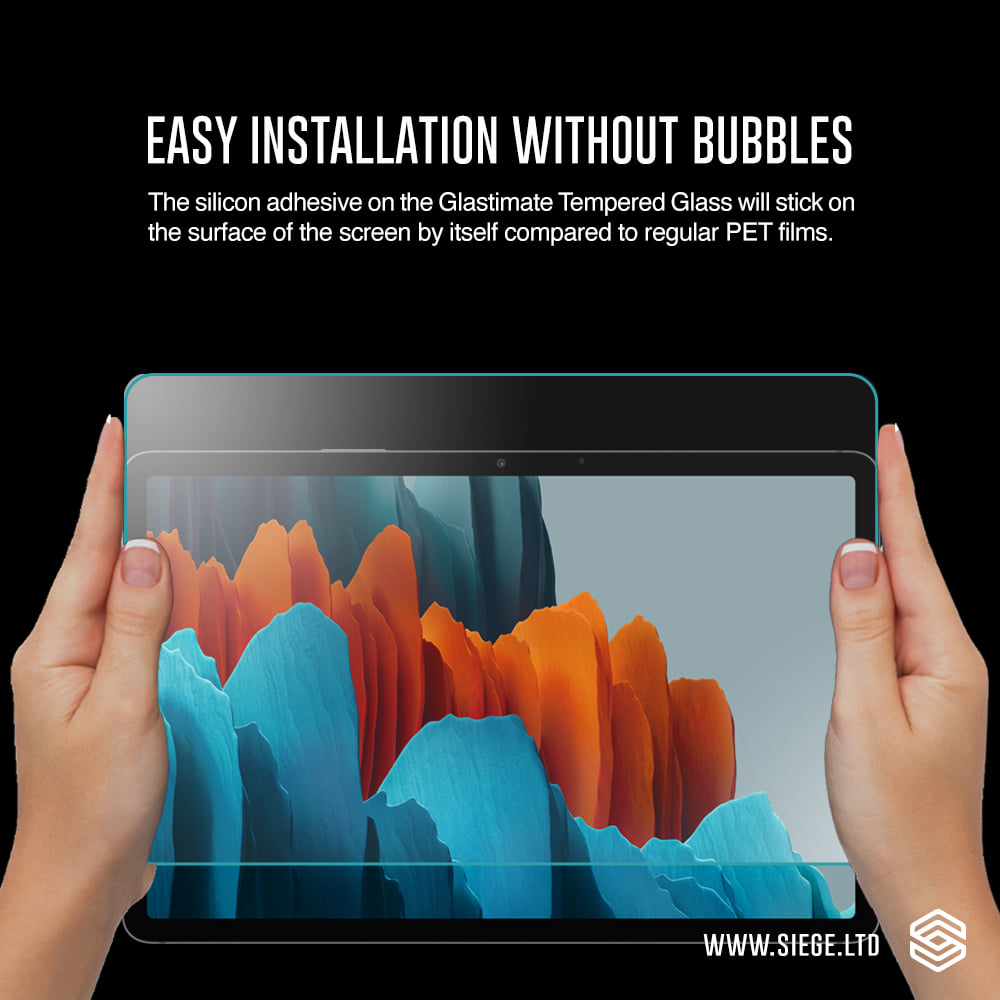 EASY INSTALLATION WITHOUT BUBBLES
The silicon adhesive on the Glastimate Tempered Glass will stick on
the surface of the screen by itself compared to regular PET films.
WWW.SIEGE.LTD